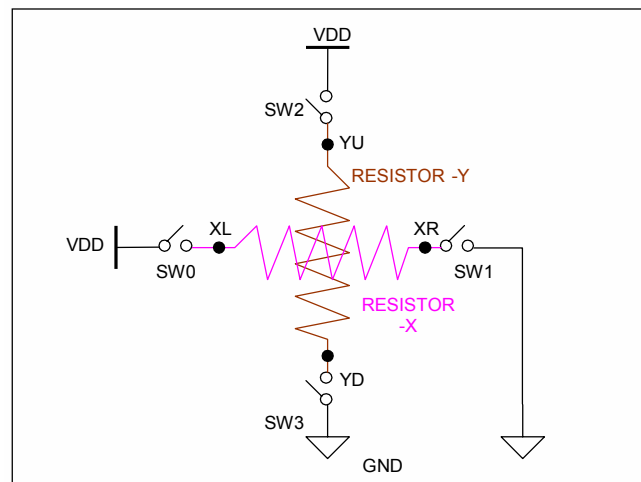 VDD
SW2
YU
RESISTOR -Y
XL
XR
VDD
SW0
SW1
RESISTOR
-X
YD
SW3
GND